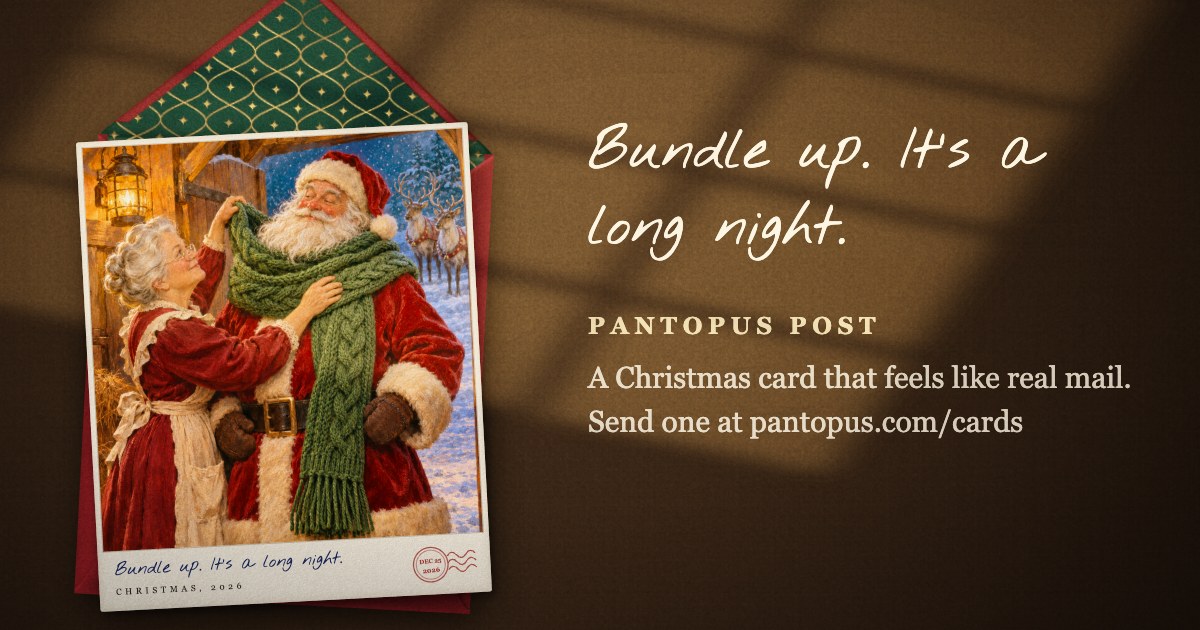 Bundle up. It's a
long night.
PANTOPUS POST
A Christmas card that feels like real mail.
Send one at pantopus.com/cards
Bundle up. It's a long night.
CHRISTMAS, 2026
DEC 25
2026